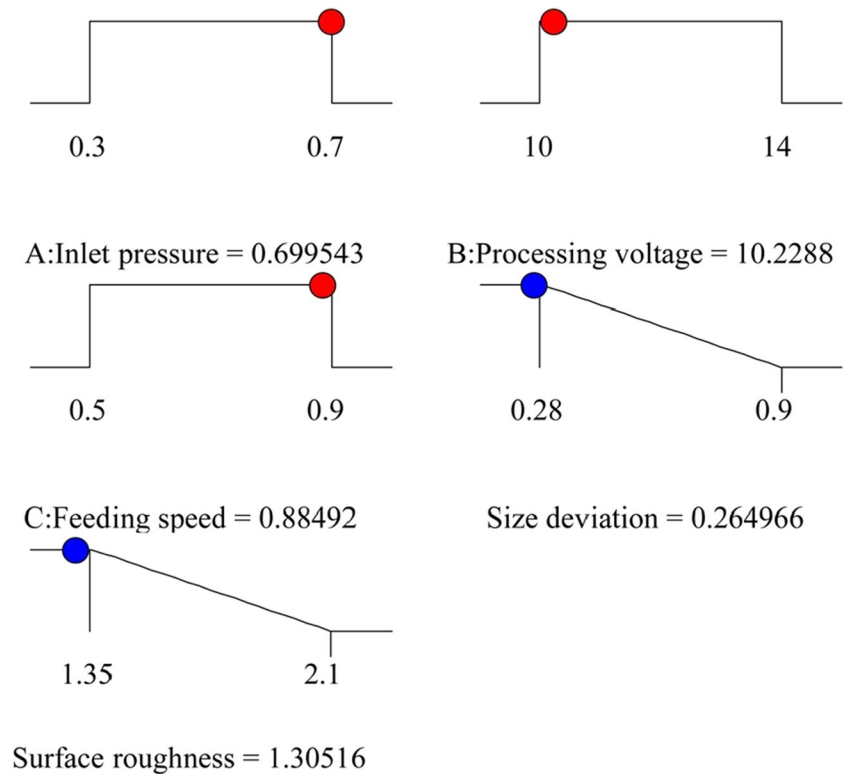 0.3 0.7 10 14
A:Inlet pressure = 0.699543 B:Processing voltage = 10.2288
0.5 0.9 0.28 0.9
C:Feeding speed = 0.88492 Size deviation = 0.264966
1.35 2.1
Surface roughness = 1.30516